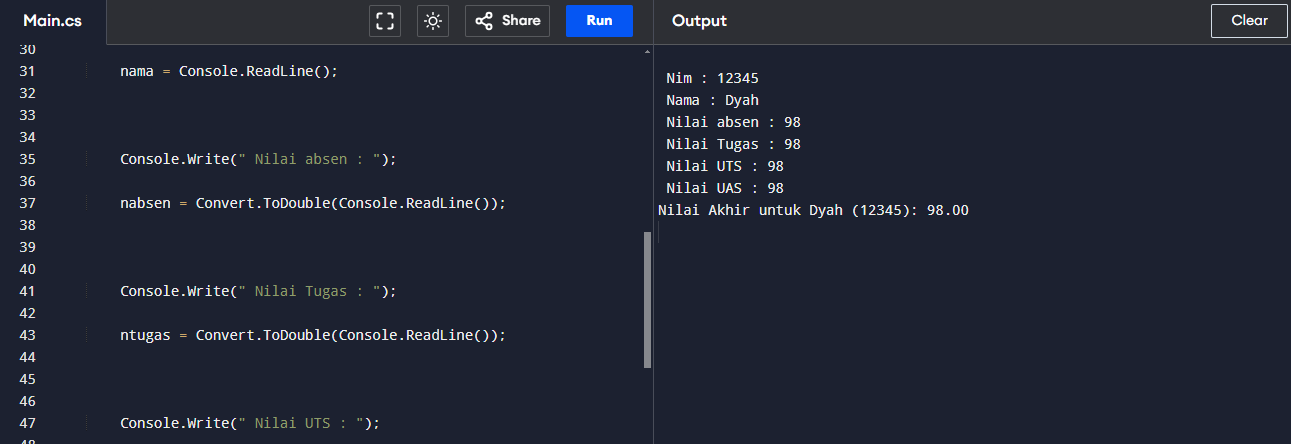 Main.cs
Share
Run
30
31 nama = Console.ReadLine();
32
33
34
35 Console.Write(" Nilai absen : ");
36
37 nabsen = Convert.ToDouble(Console.ReadLine());
38
39
40
41 Console.Write(" Nilai Tugas : ");
42
43 ntugas = Convert.ToDouble(Console.ReadLine());
44
45
46
47 Console.Write(" Nilai UTS : ");
48
Output
Clear
Nim : 12345
Nama : Dyah
Nilai absen : 98
Nilai Tugas : 98
Nilai UTS : 98
Nilai UAS : 98
Nilai Akhir untuk Dyah (12345): 98.00